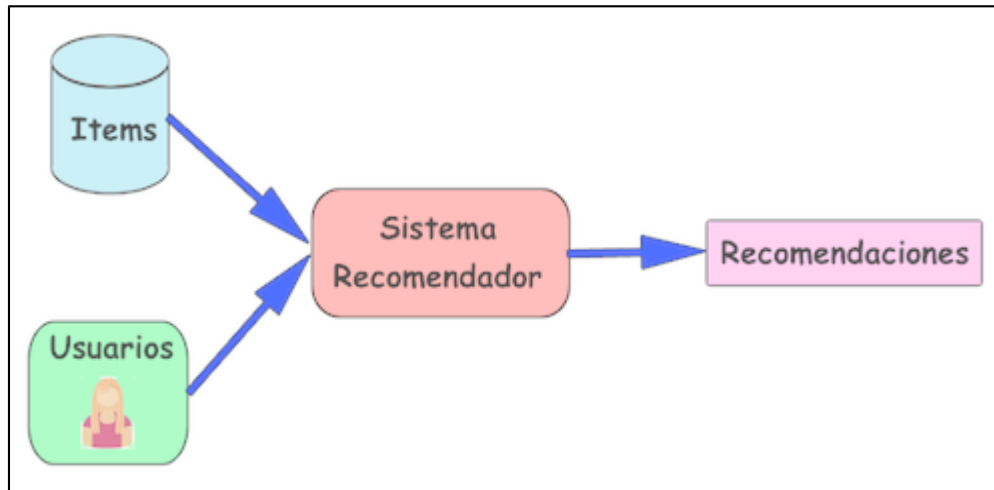 Items
Usuarios
Sistema
Recomendador
Recomendaciones